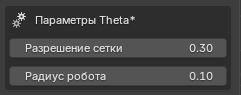 Параметры Theta*
Разрешение сетки 0.30
Радиус робота 0.10